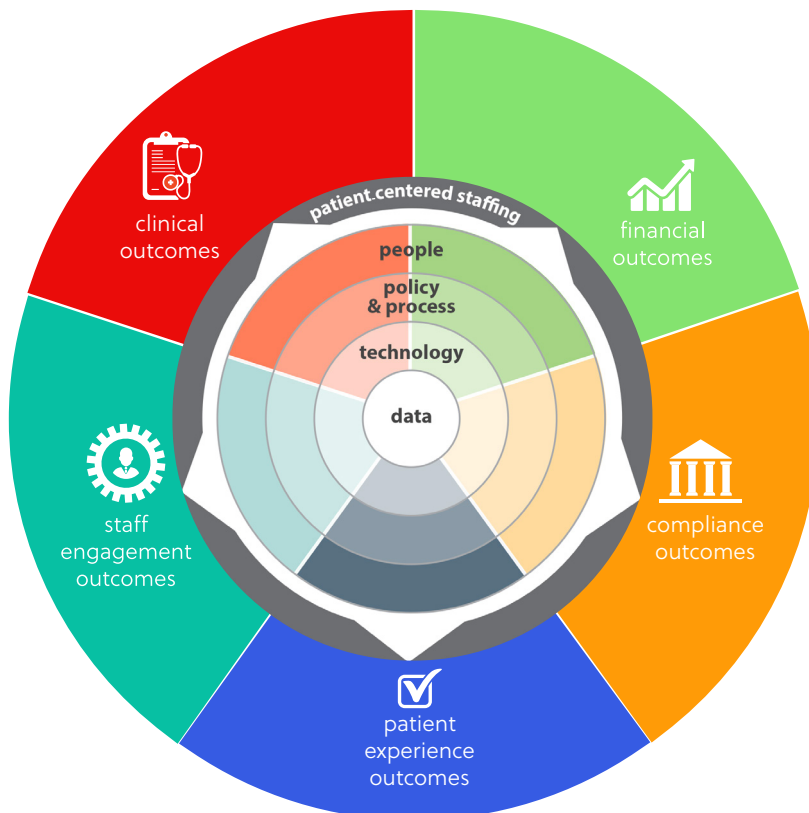 clinical
outcomes
financial
outcomes
patient-centered staffing
people
policy
& process
technology
data
staff
engagement
outcomes
compliance
outcomes
patient
experience
outcomes